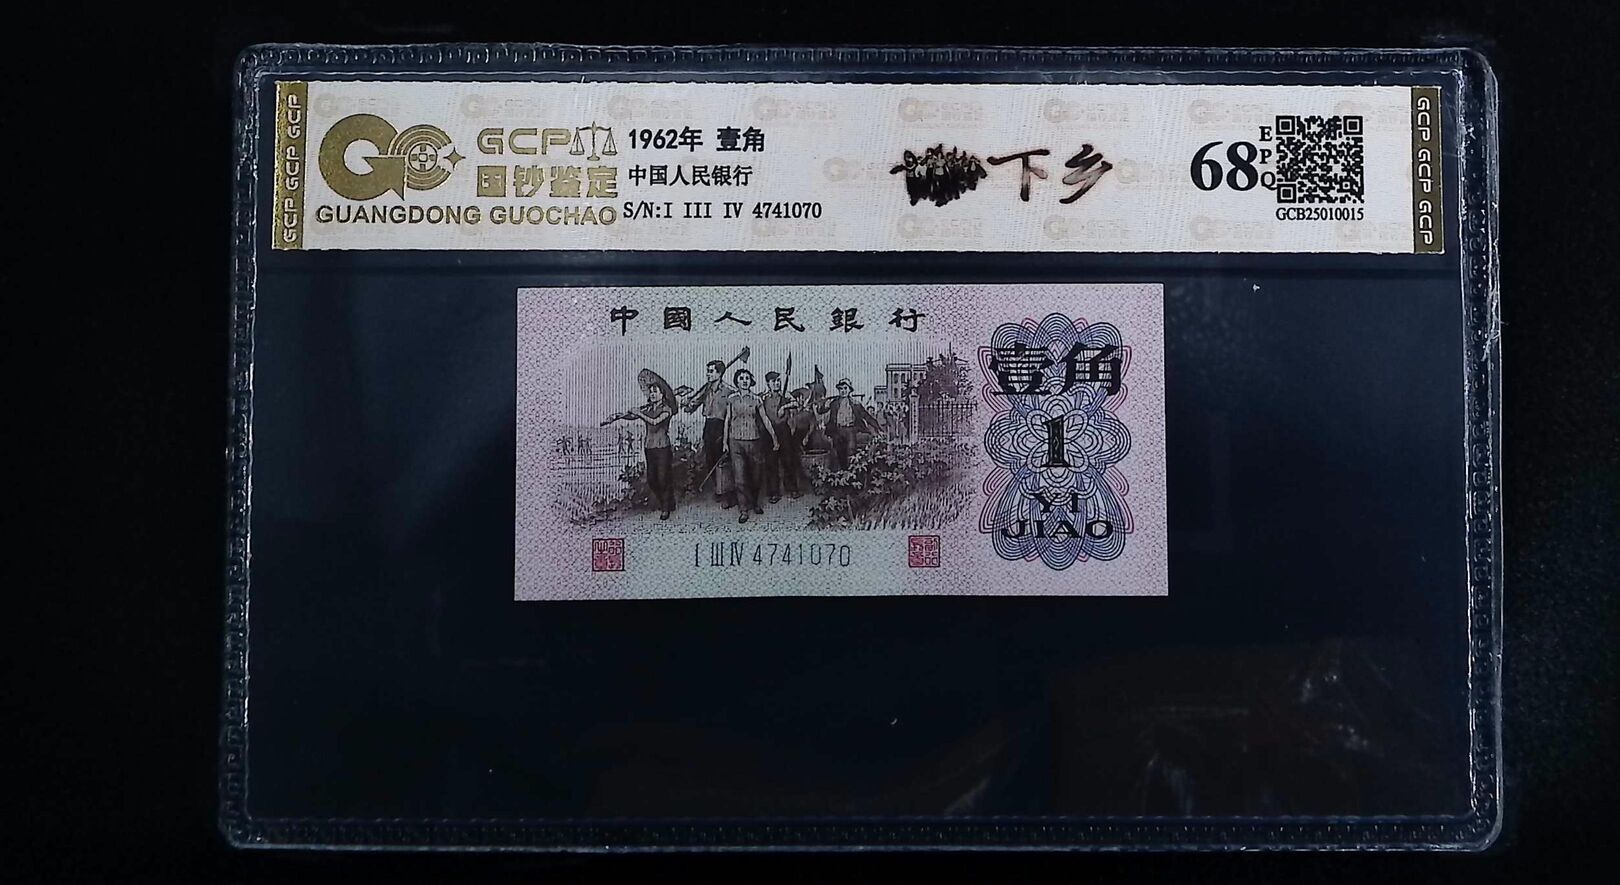 GCP GCP GCP
GCP
国钞鉴定
GUANGDONG GUOCHAO
1962年 壹角
中国人民银行
S/N:I III IV 4741070
下乡
68
EPQ
GCB25010015
GCP GCP GCP
中國人民銀行
壹角
1
YI
JIAO
I III IV 4741070